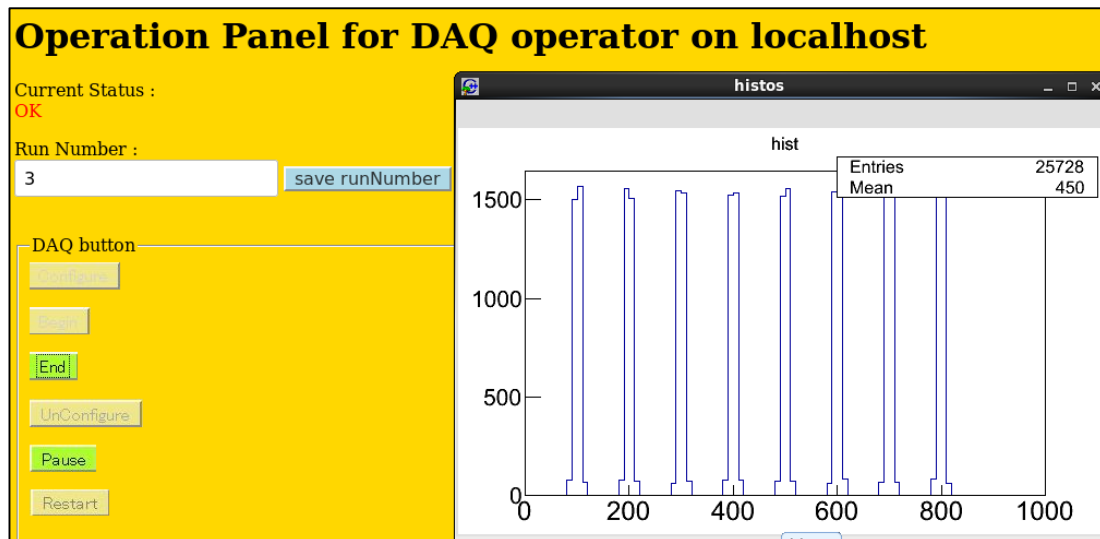 Operation Panel for DAQ operator on localhost
Current Status :
OK
Run Number :
3
save runNumber
DAQ button
Configure
Begin
End
UnConfigure
Pause
Restart
histos
hist
Entries 25728
Mean 450
1500
1000
500
0
0 200 400 600 800 1000